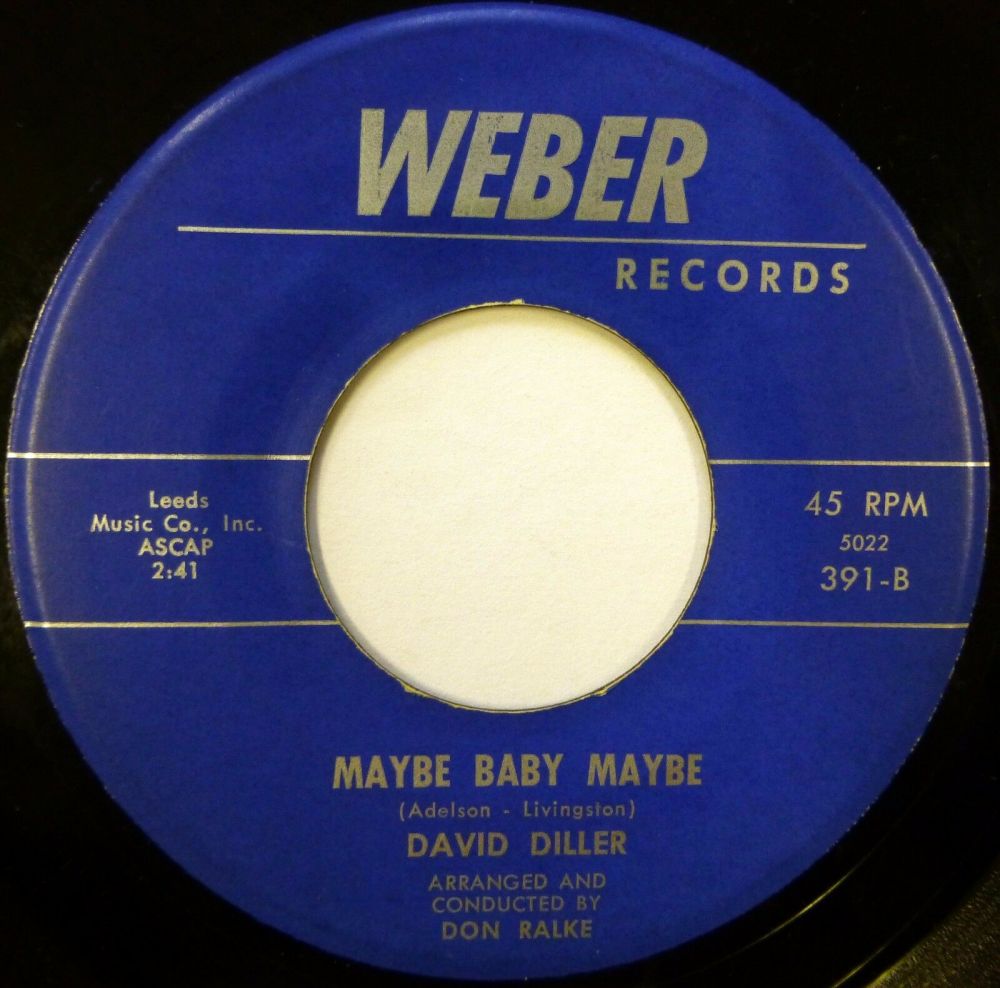 WEBER
RECORDS
Leeds
Music Co., Inc.
ASCAP
2:41
45 RPM
5022
391-B
MAYBE BABY MAYBE
(Adelson - Livingston)
DAVID DILLER
ARRANGED AND
CONDUCTED BY
DON RALKE